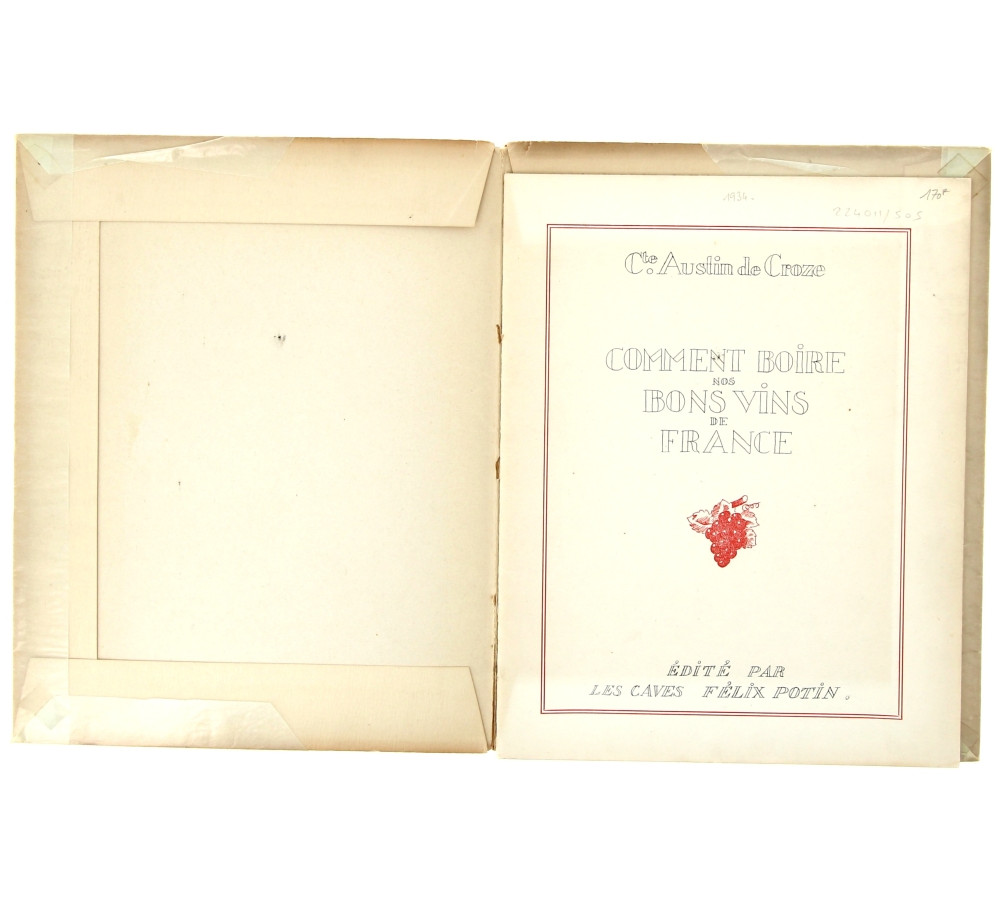 1934.
170F
224011/505
Cte. Austin de Croze
COMMENT BOIRE
NOS
BONS VINS
DE
FRANCE
ÉDITÉ PAR
LES CAVES FÉLIX POTIN.